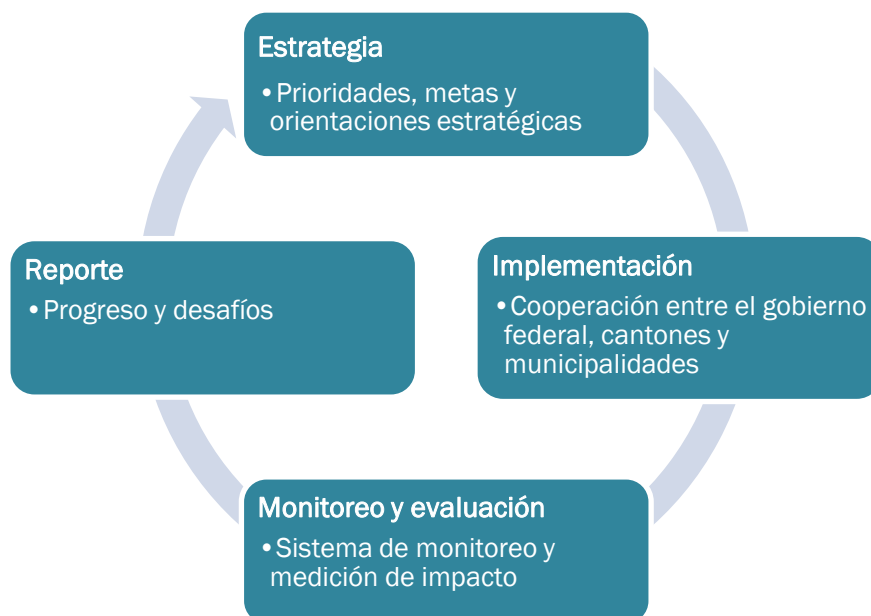 Estrategia
•Prioridades, metas y
orientaciones estratégicas
Implementación
•Cooperación entre el gobierno
federal, cantones y
municipalidades
Monitoreo y evaluación
•Sistema de monitoreo y
medición de impacto
Reporte
•Progreso y desafíos